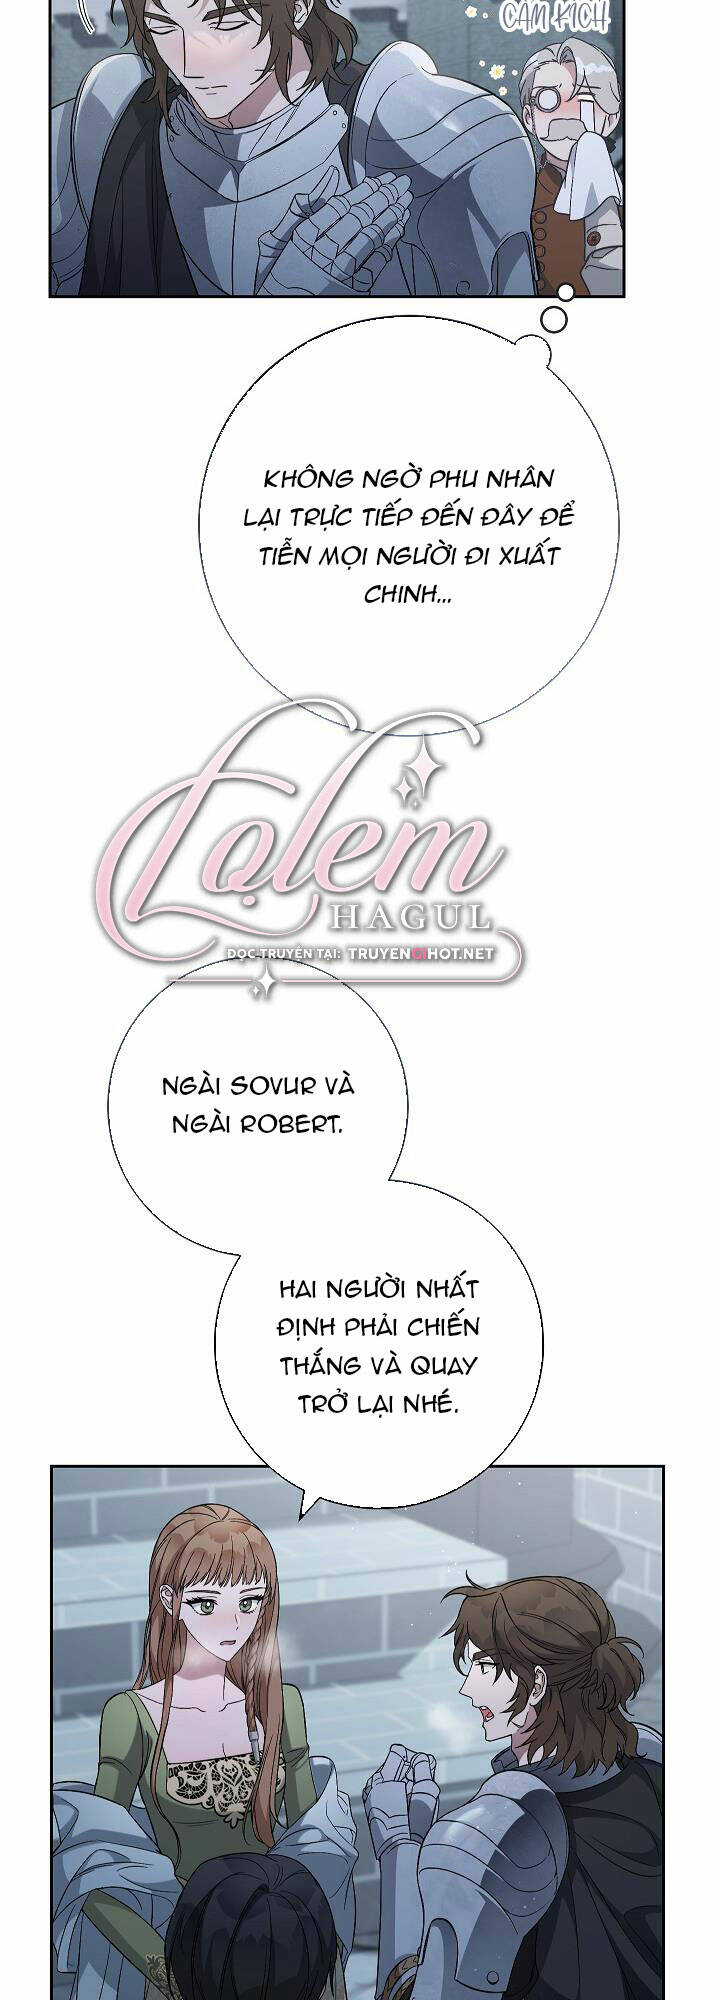 CẢM KÍCH
KHÔNG NGỜ PHU NHÂN
LẠI TRỰC TIẾP ĐẾN ĐÂY ĐỂ
TIỄN MỌI NGƯỜI ĐI XUẤT
CHINH...
Lọlem
HAGUL
ĐỌC TRUYỆN TẠI: TRUYENGIHOT.NET
NGÀI SOVUR VÀ
NGÀI ROBERT.
HAI NGƯỜI NHẤT
ĐỊNH PHẢI CHIẾN
THẮNG VÀ QUAY
TRỞ LẠI NHÉ.